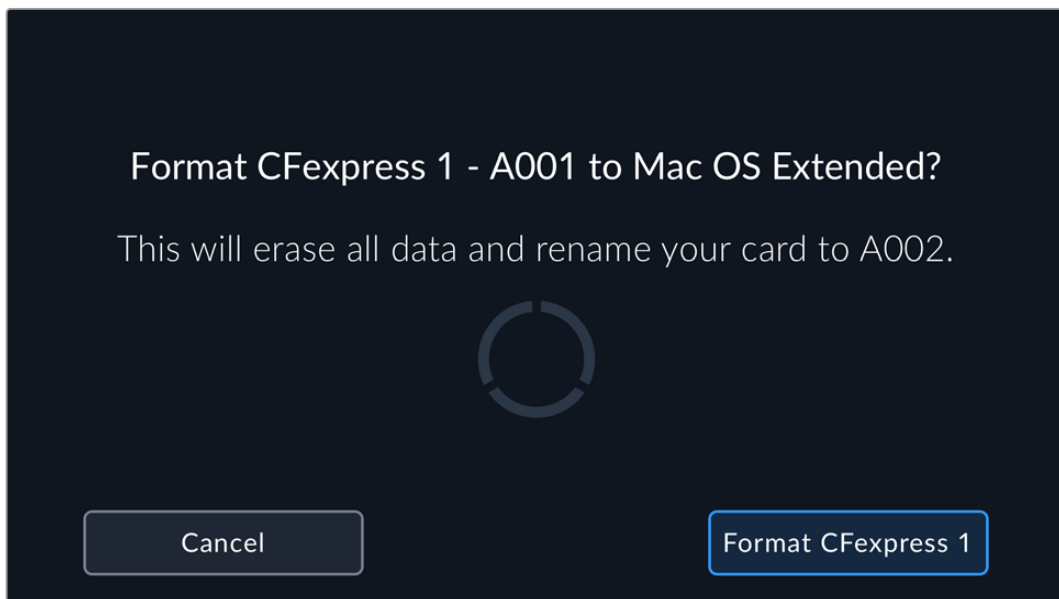 Format CFexpress 1 - A001 to Mac OS Extended?
This will erase all data and rename your card to A002.
Cancel
Format CFexpress 1